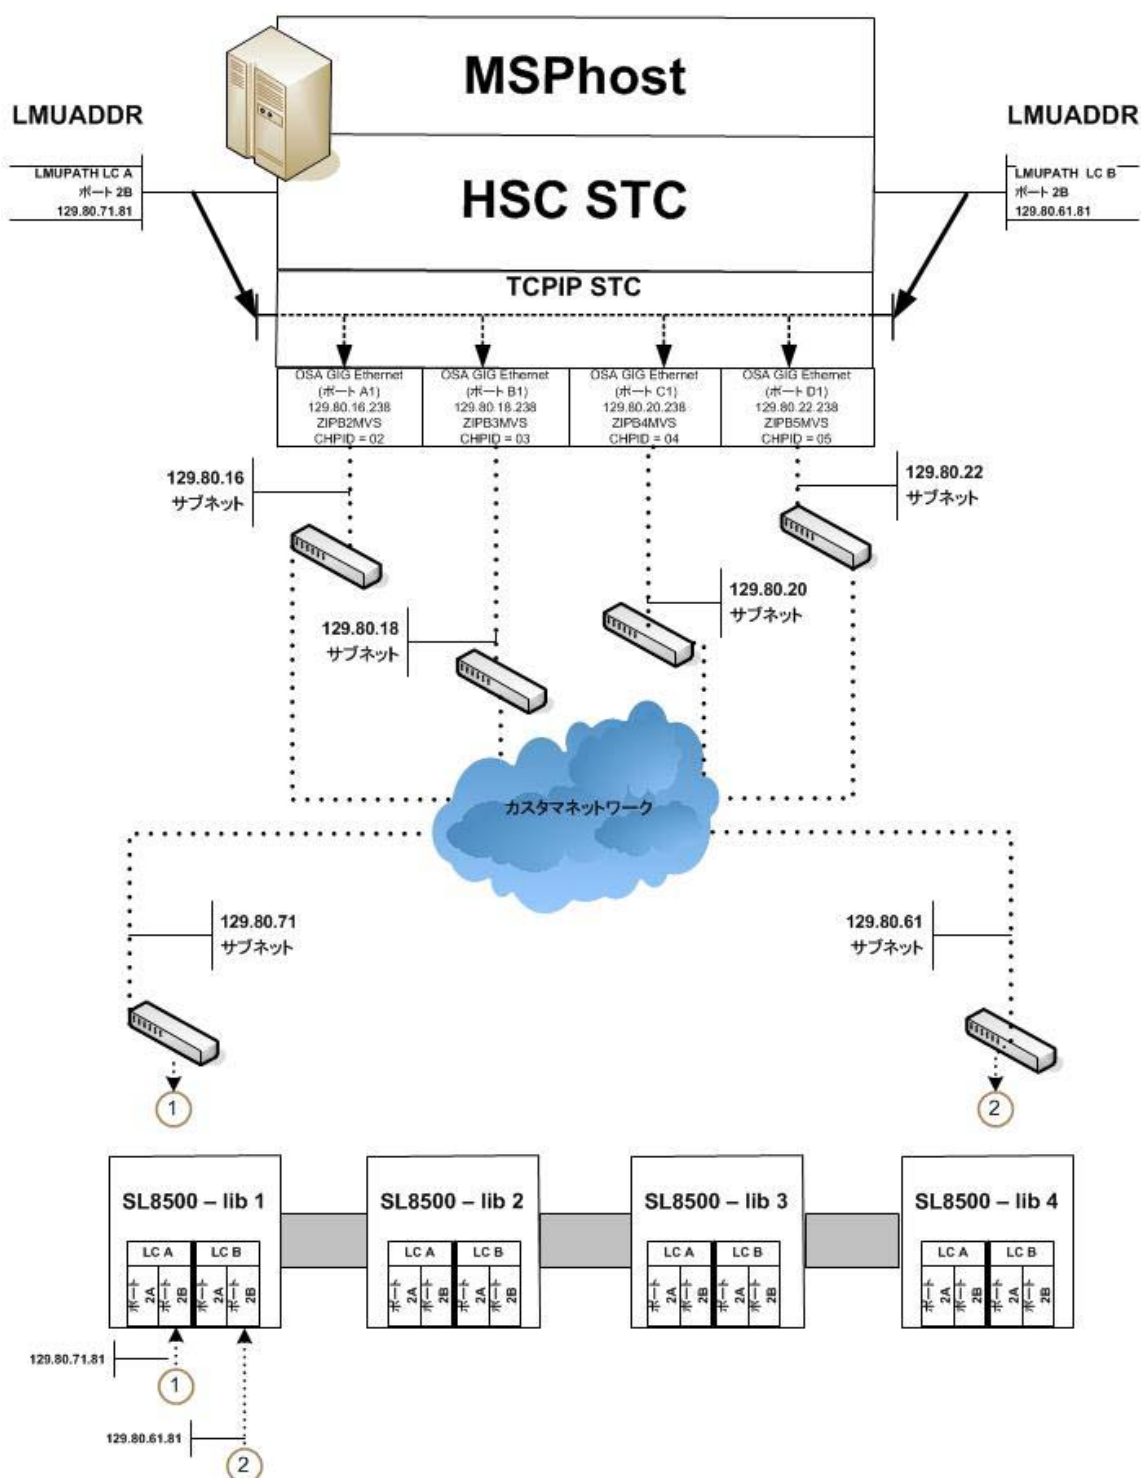 MSPhost
LMUADDR
LMUADDR
LMUPATH LC A
ポート 2B
129.80.71.81
HSC STC
LMUPATH LC B
ポート 2B
129.80.61.81
TCPIP STC
OSA GIG Ethernet
(ポート A1)
129.80.16.238
ZIPB2MVS
CHPID = 02
OSA GIG Ethernet
(ポート B1)
129.80.18.238
ZIPB3MVS
CHPID = 03
OSA GIG Ethernet
(ポート C1)
129.80.20.238
ZIPB4MVS
CHPID = 04
OSA GIG Ethernet
(ポート D1)
129.80.22.238
ZIPB5MVS
CHPID = 05
129.80.16
サブネット
129.80.22
サブネット
129.80.18
サブネット
129.80.20
サブネット
カスタマネットワーク
129.80.71
サブネット
129.80.61
サブネット
1
2
SL8500 – lib 1
LC A
LC B
ポート 2A
ポート 2B
ポート 2A
ポート 2B
SL8500 – lib 2
LC A
LC B
ポート 2A
ポート 2B
ポート 2A
ポート 2B
SL8500 – lib 3
LC A
LC B
ポート 2A
ポート 2B
ポート 2A
ポート 2B
SL8500 – lib 4
LC A
LC B
ポート 2A
ポート 2B
ポート 2A
ポート 2B
129.80.71.81
1
129.80.61.81
2